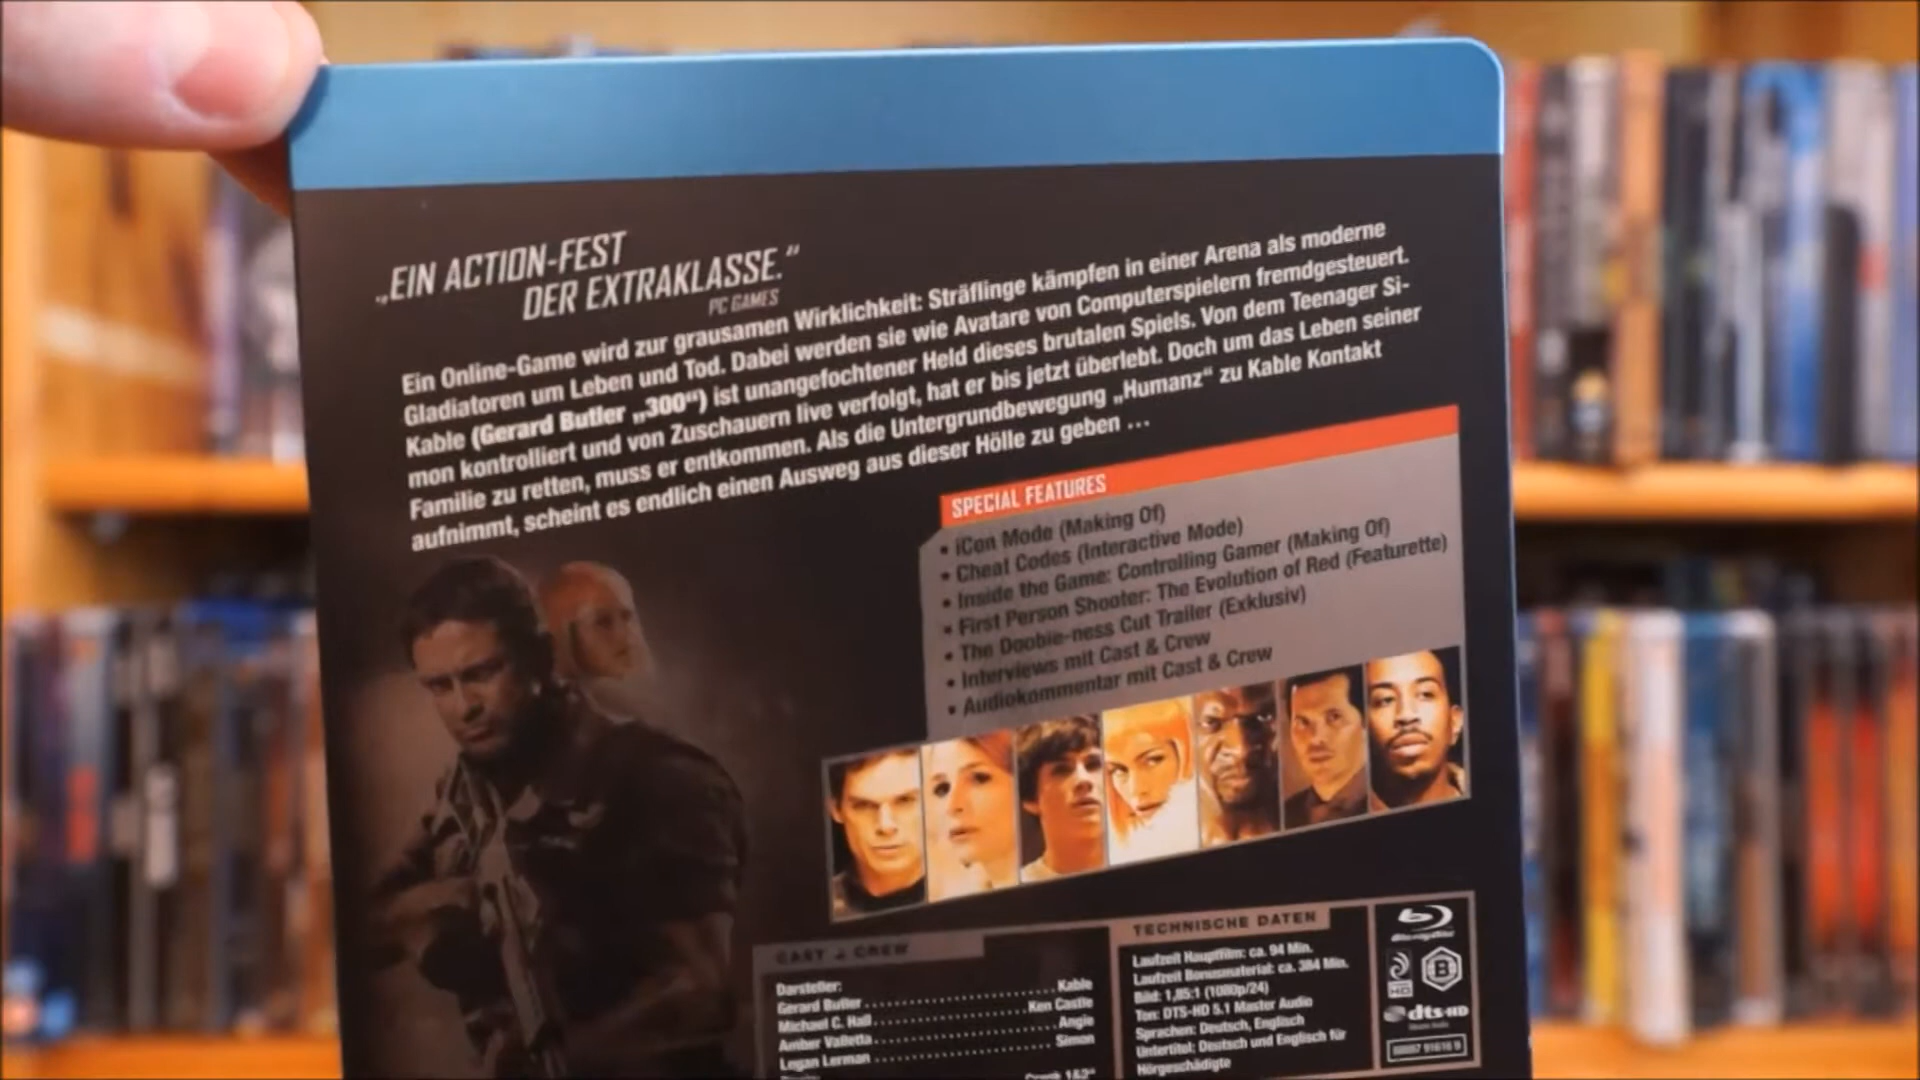 „EIN ACTION-FEST
DER EXTRAKLASSE.“
PC GAMES
Ein Online-Game wird zur grausamen Wirklichkeit: Sträflinge kämpfen in einer Arena als moderne
Gladiatoren um Leben und Tod. Dabei werden sie wie Avatare von Computerspielern fremdgesteuert.
Kable (Gerard Butler „300“) ist unangefochtener Held dieses brutalen Spiels. Von dem Teenager Si-
mon kontrolliert und von Zuschauern live verfolgt, hat er bis jetzt überlebt. Doch um das Leben seiner
Familie zu retten, muss er entkommen. Als die Untergrundbewegung „Humanz“ zu Kable Kontakt
aufnimmt, scheint es endlich einen Ausweg aus dieser Hölle zu geben ...
SPECIAL FEATURES
• iCon Mode (Making Of)
• Cheat Codes (Interactive Mode)
• Inside the Game: Controlling Gamer (Making Of)
• First Person Shooter: The Evolution of Red (Featurette)
• The Doobie-ness Cut Trailer (Exklusiv)
• Interviews mit Cast & Crew
• Audiokommentar mit Cast & Crew
CAST & CREW
Darsteller:
Gerard Butler ........ Kable
Michael C. Hall ........ Ken Castle
Amber Valletta ........ Angie
Logan Lerman ........ Simon
TECHNISCHE DATEN
Laufzeit Hauptfilm: ca. 94 Min.
Laufzeit Bonusmaterial: ca. 384 Min.
Bild: 1,85:1 (1080p/24)
Ton: DTS-HD 5.1 Master Audio
Sprachen: Deutsch, Englisch
Untertitel: Deutsch und Englisch für
Hörgeschädigte
HD
B
dts-HD